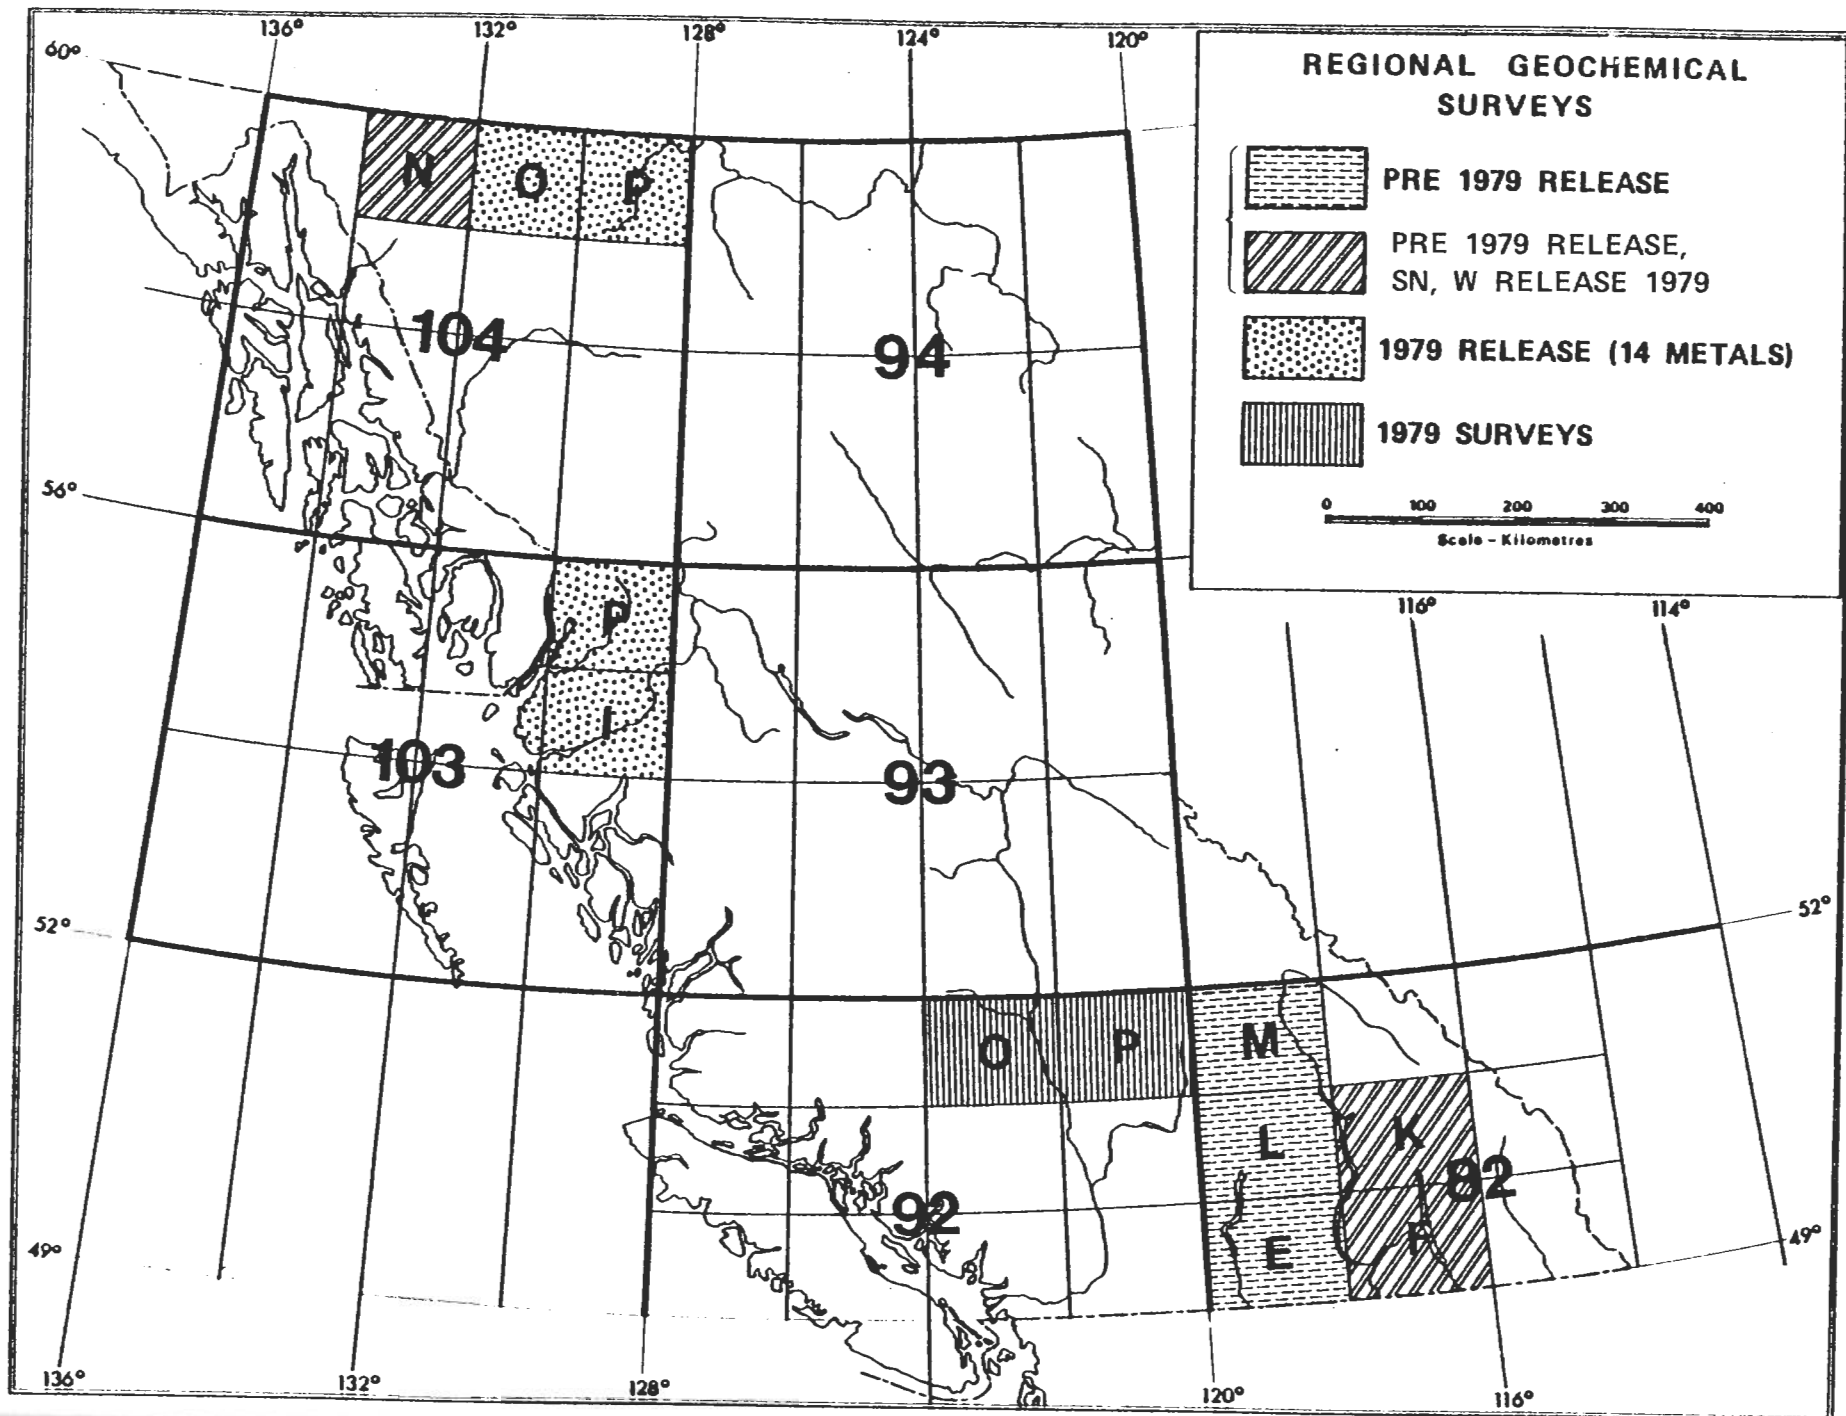 136° 132° 128° 124° 120°
60°
REGIONAL GEOCHEMICAL
SURVEYS
PRE 1979 RELEASE
PRE 1979 RELEASE,
SN, W RELEASE 1979
1979 RELEASE (14 METALS)
1979 SURVEYS
0 100 200 300 400
Scale - Kilometres
N O P
104 94
56°
116° 114°
P
I
103 93
52° 52°
O P M
L K
82
92
E F
49° 49°
136° 132° 128° 120° 116°